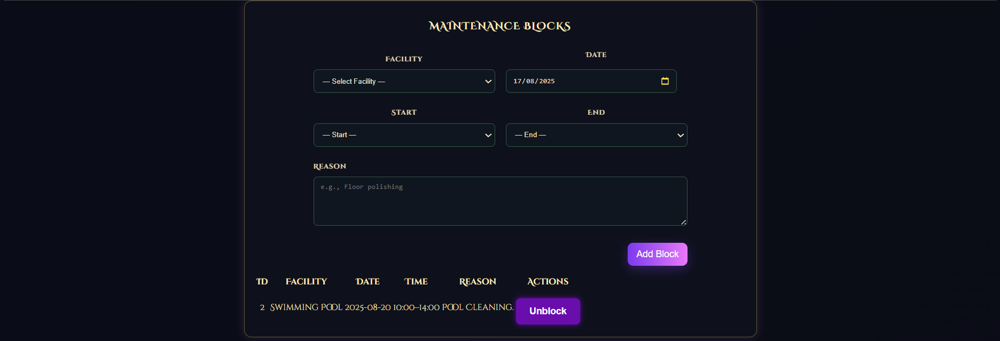 MAINTENANCE BLOCKS
FACILITY DATE
— Select Facility — 17/08/2025
START END
— Start — — End —
REASON
e.g., Floor polishing
Add Block
ID FACILITY DATE TIME REASON ACTIONS
2 SWIMMING POOL 2025-08-20 10:00–14:00 POOL CLEANING. Unblock